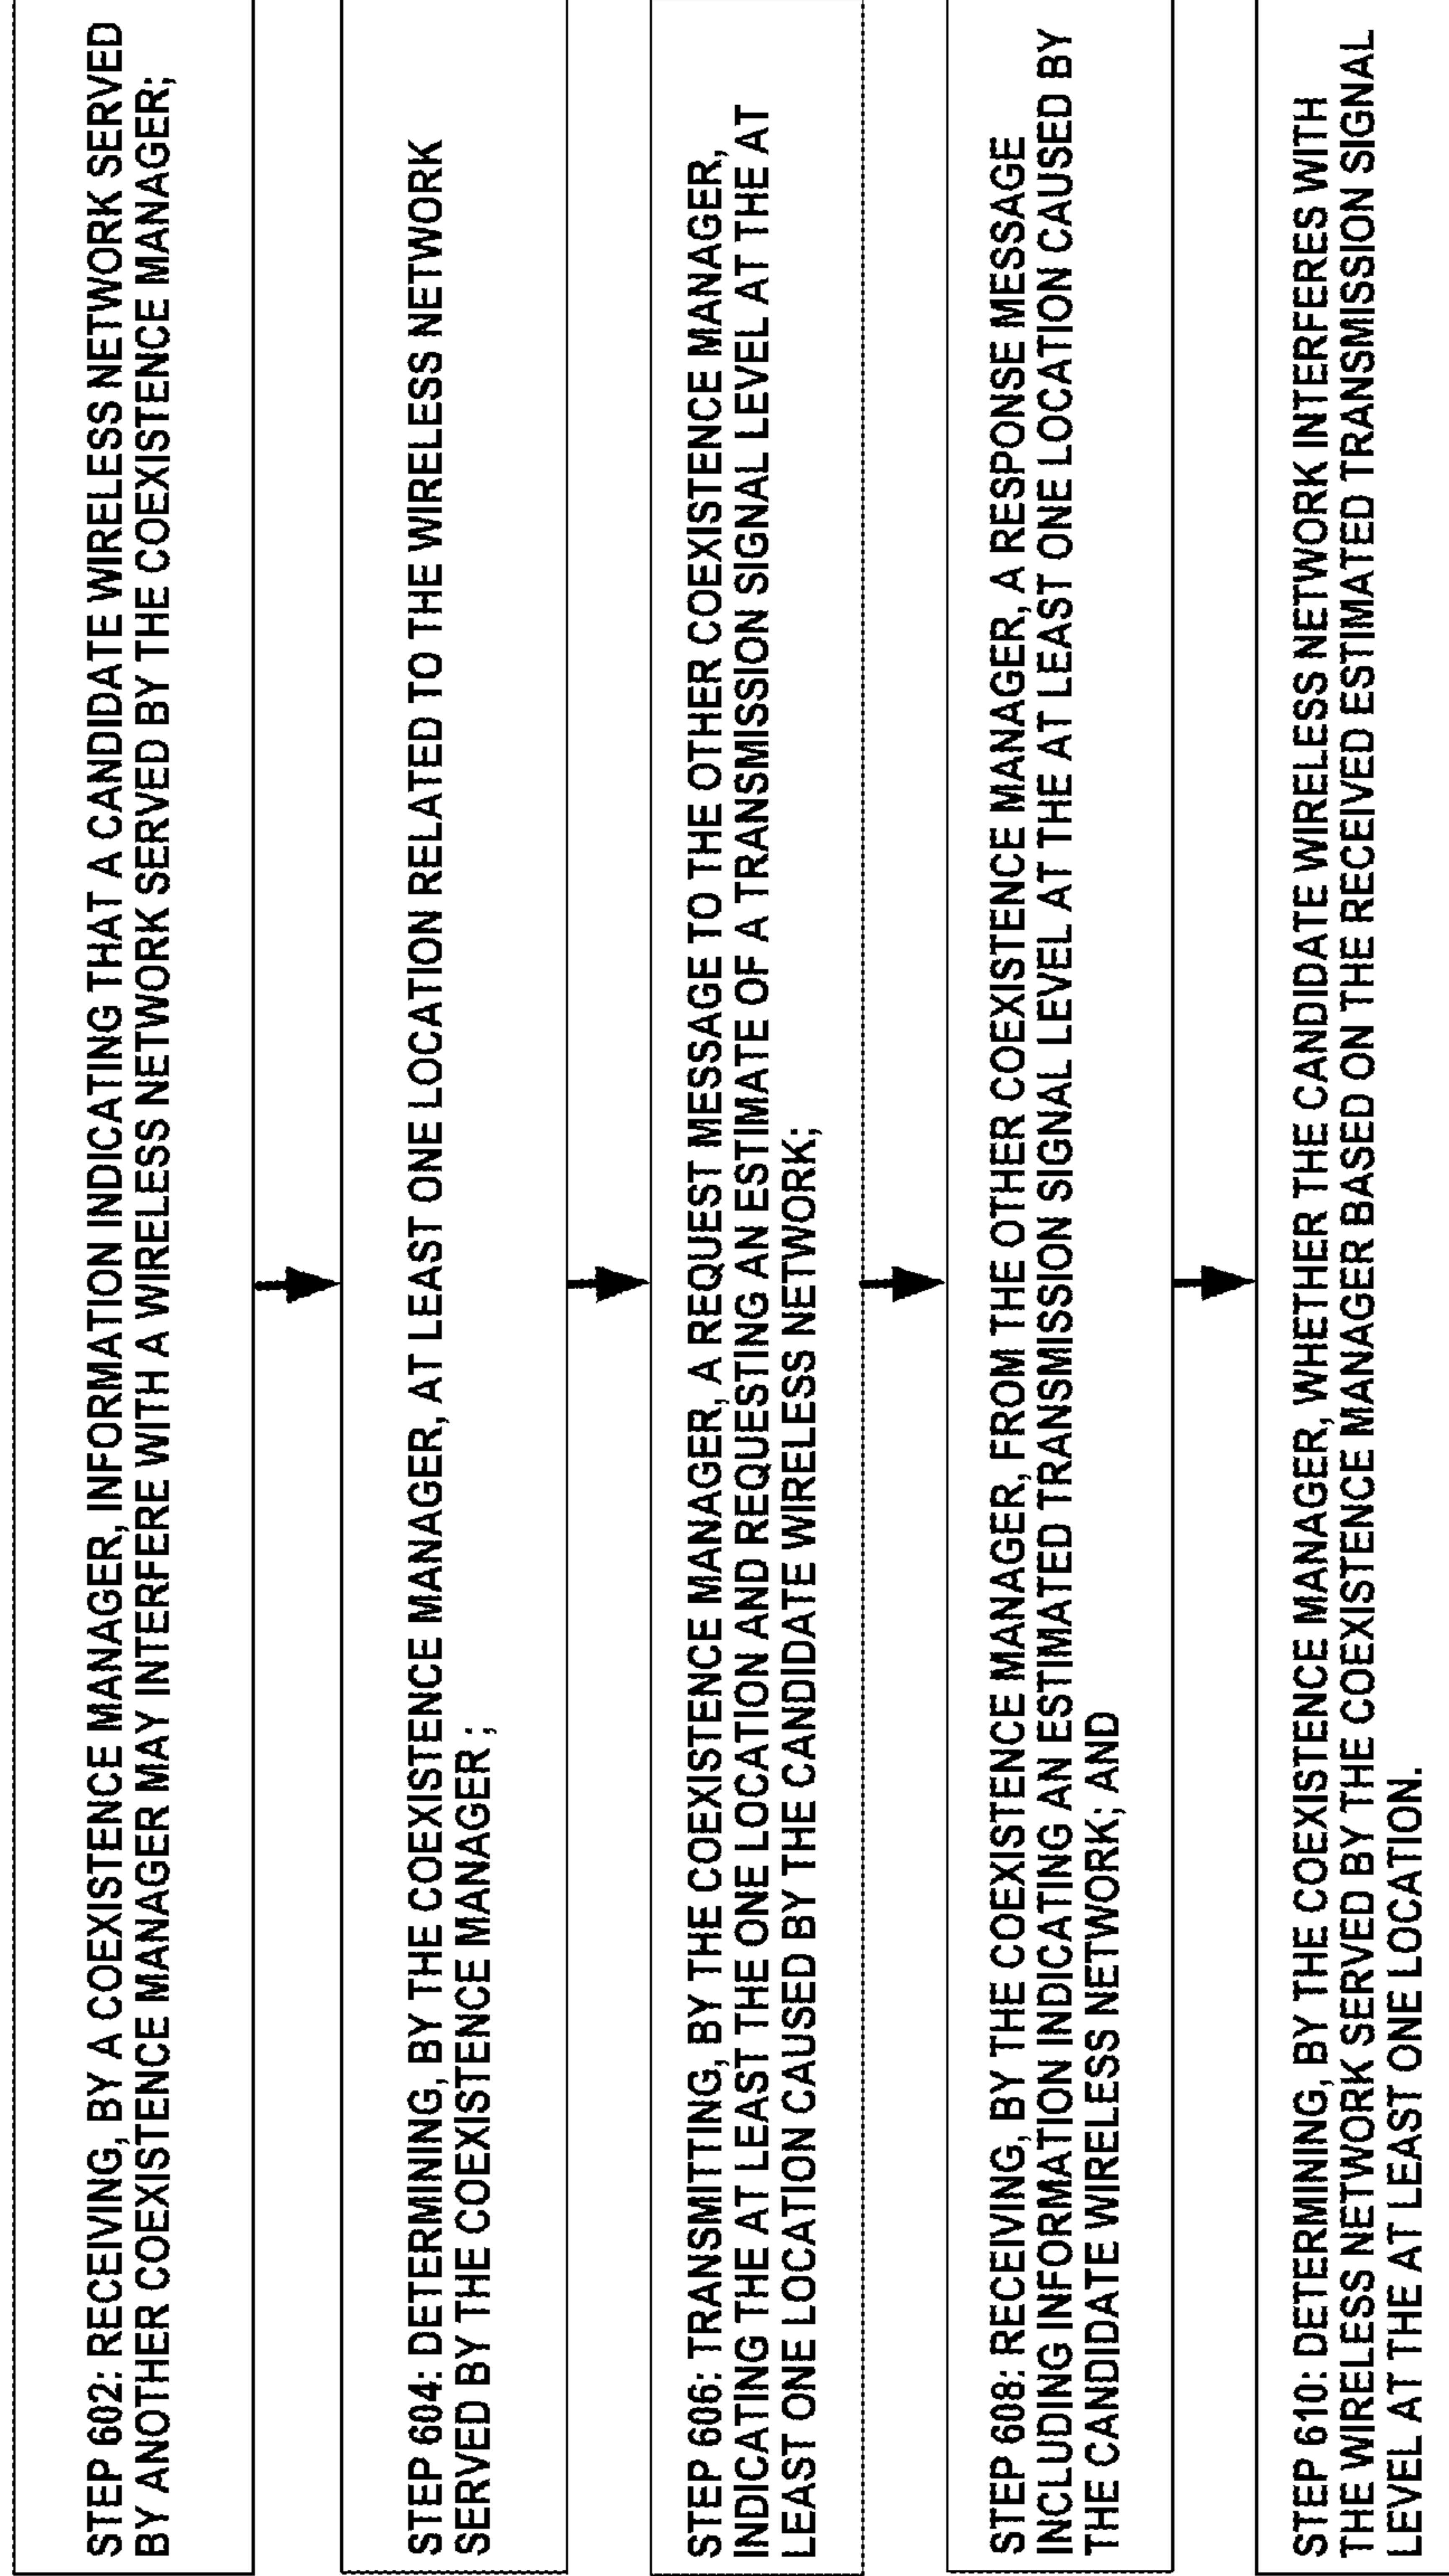 STEP 602: RECEIVING, BY A COEXISTENCE MANAGER, INFORMATION INDICATING THAT A CANDIDATE WIRELESS NETWORK SERVED
BY ANOTHER COEXISTENCE MANAGER MAY INTERFERE WITH A WIRELESS NETWORK SERVED BY THE COEXISTENCE MANAGER;
STEP 604: DETERMINING, BY THE COEXISTENCE MANAGER, AT LEAST ONE LOCATION RELATED TO THE WIRELESS NETWORK
SERVED BY THE COEXISTENCE MANAGER ;
STEP 606: TRANSMITTING, BY THE COEXISTENCE MANAGER, A REQUEST MESSAGE TO THE OTHER COEXISTENCE MANAGER,
INDICATING THE AT LEAST THE ONE LOCATION AND REQUESTING AN ESTIMATE OF A TRANSMISSION SIGNAL LEVEL AT THE AT
LEAST ONE LOCATION CAUSED BY THE CANDIDATE WIRELESS NETWORK;
STEP 608: RECEIVING, BY THE COEXISTENCE MANAGER, FROM THE OTHER COEXISTENCE MANAGER, A RESPONSE MESSAGE
INCLUDING INFORMATION INDICATING AN ESTIMATED TRANSMISSION SIGNAL LEVEL AT THE AT LEAST ONE LOCATION CAUSED BY
THE CANDIDATE WIRELESS NETWORK; AND
STEP 610: DETERMINING, BY THE COEXISTENCE MANAGER, WHETHER THE CANDIDATE WIRELESS NETWORK INTERFERES WITH
THE WIRELESS NETWORK SERVED BY THE COEXISTENCE MANAGER BASED ON THE RECEIVED ESTIMATED TRANSMISSION SIGNAL
LEVEL AT THE AT LEAST ONE LOCATION.